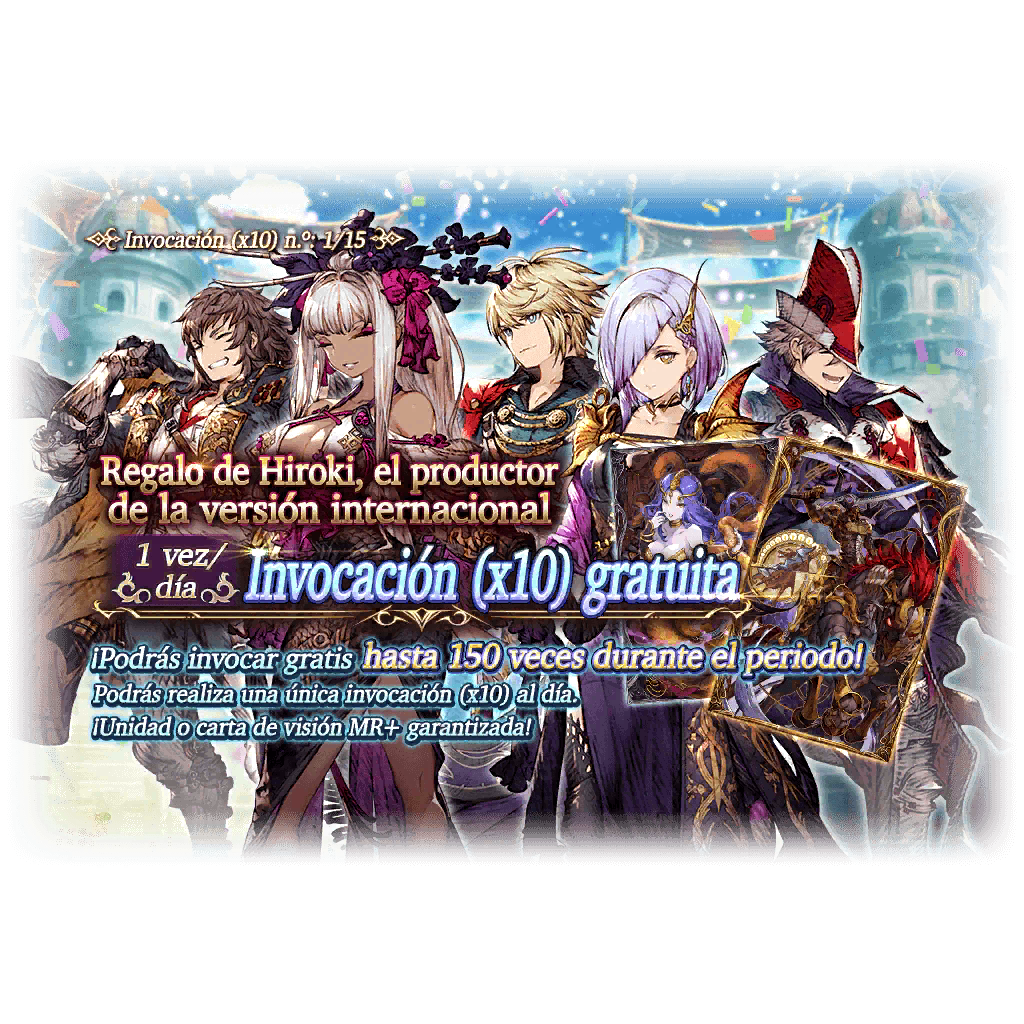 Invocación (x10) n.º: 1/15
Regalo de Hiroki, el productor
de la versión internacional
1 vez/
día
Invocación (x10) gratuita
¡Podrás invocar gratis hasta 150 veces durante el periodo!
Podrás realiza una única invocación (x10) al día.
¡Unidad o carta de visión MR+ garantizada!